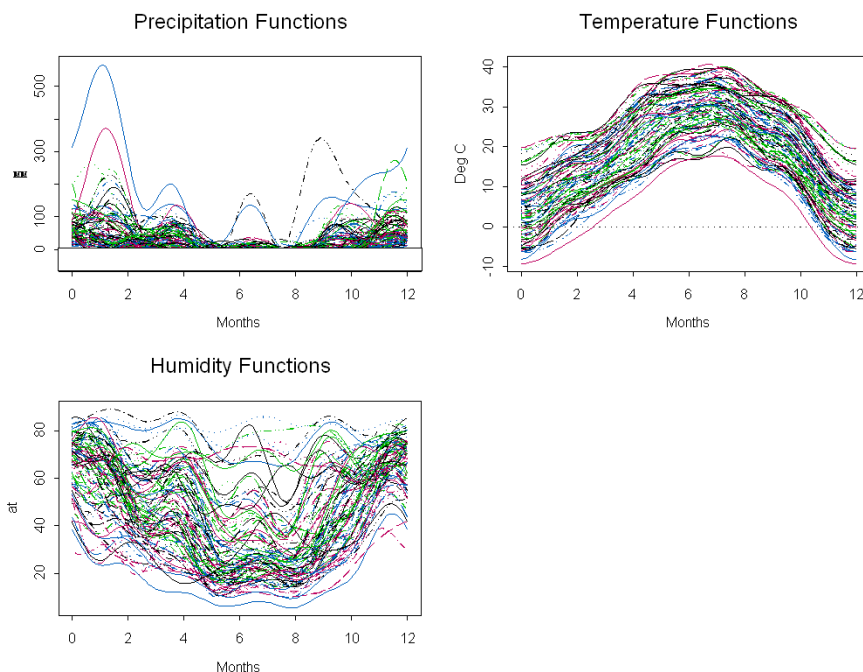 Precipitation Functions
500
300
100
0
0 2 4 6 8 10 12
Months
Temperature Functions
Deg C
40
30
20
10
0
-10
0 2 4 6 8 10 12
Months
Humidity Functions
at
80
60
40
20
0 2 4 6 8 10 12
Months